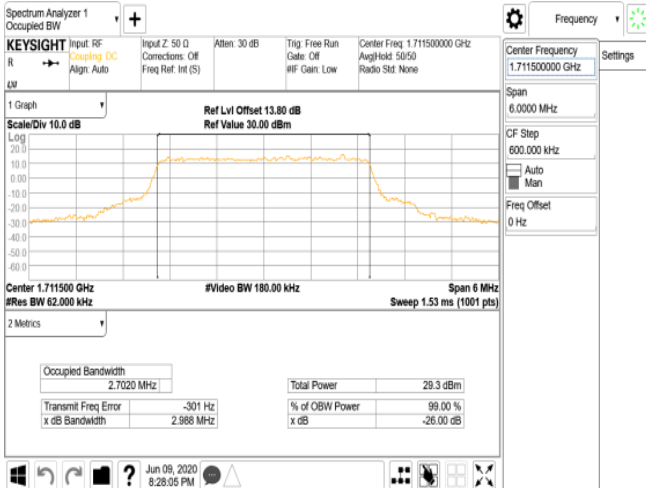 Spectrum Analyzer 1
Occupied BW
+
Frequency
KEYSIGHT
R
Input: RF
Coupling: DC
Align: Auto
Input Z: 50 Ω
Corrections: Off
Freq Ref: Int (S)
Atten: 30 dB
Trig: Free Run
Gate: Off
#IF Gain: Low
Center Freq: 1.711500000 GHz
Avg|Hold: 50/50
Radio Std: None
Center Frequency
1.711500000 GHz
Settings
Span
6.0000 MHz
CF Step
600.000 kHz
Auto
Man
Freq Offset
0 Hz
1 Graph
Scale/Div 10.0 dB
Ref Lvl Offset 13.80 dB
Ref Value 30.00 dBm
Log
20.0
10.0
0.00
-10.0
-20.0
-30.0
-40.0
-50.0
-60.0
Center 1.711500 GHz
#Res BW 62.000 kHz
#Video BW 180.00 kHz
Span 6 MHz
Sweep 1.53 ms (1001 pts)
2 Metrics
Occupied Bandwidth
2.7020 MHz
Transmit Freq Error -301 Hz
x dB Bandwidth 2.988 MHz
Total Power 29.3 dBm
% of OBW Power 99.00 %
x dB -26.00 dB
?
Jun 09, 2020
8:28:05 PM